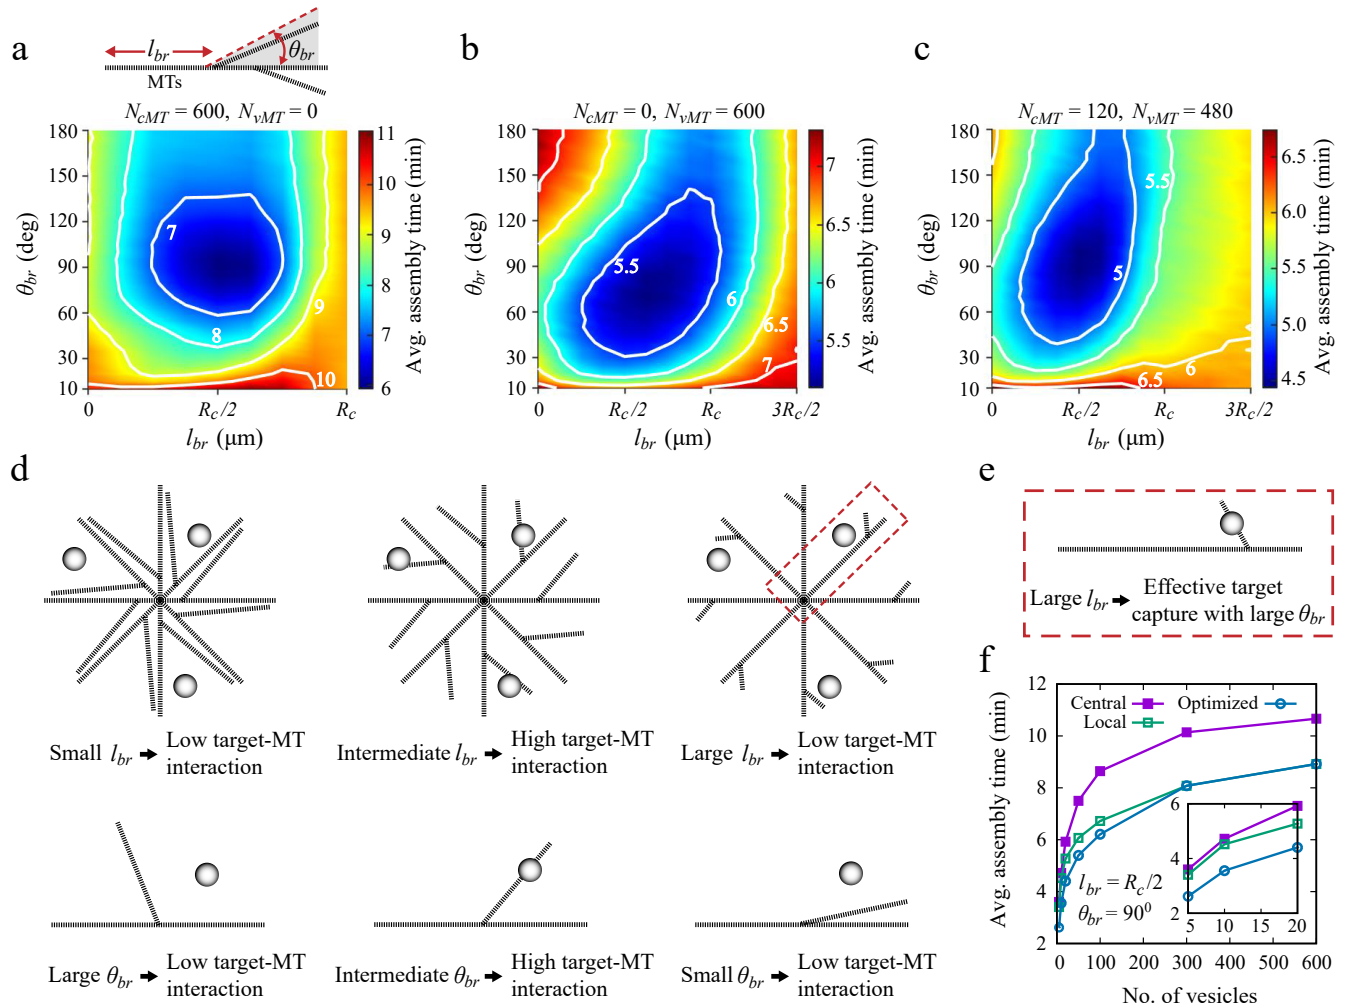 a
l_br
θ_br
MTs
N_cMT = 600, N_vMT = 0
180
150
120
90
60
30
10
θ_br (deg)
7
8
9
10
0
R_c/2
R_c
l_br (μm)
11
10
9
8
7
6
Avg. assembly time (min)
b
N_cMT = 0, N_vMT = 600
180
150
120
90
60
30
10
θ_br (deg)
5.5
6
6.5
7
0
R_c/2
R_c
3R_c/2
l_br (μm)
7
6.5
6
5.5
Avg. assembly time (min)
c
N_cMT = 120, N_vMT = 480
180
150
120
90
60
30
10
θ_br (deg)
5.5
5
6
6.5
0
R_c/2
R_c
3R_c/2
l_br (μm)
6.5
6.0
5.5
5.0
4.5
Avg. assembly time (min)
d
Small l_br ➡ Low target-MT
interaction
Intermediate l_br ➡ High target-MT
interaction
Large l_br ➡ Low target-MT
interaction
Large θ_br ➡ Low target-MT
interaction
Intermediate θ_br ➡ High target-MT
interaction
Small θ_br ➡ Low target-MT
interaction
e
Large l_br ➡ Effective target
capture with large θ_br
f
12
10
8
6
4
2
Avg. assembly time (min)
Central
Optimized
Local
6
4
2
5
10
15
20
l_br = R_c/2
θ_br = 90⁰
0
100
200
300
400
500
600
No. of vesicles